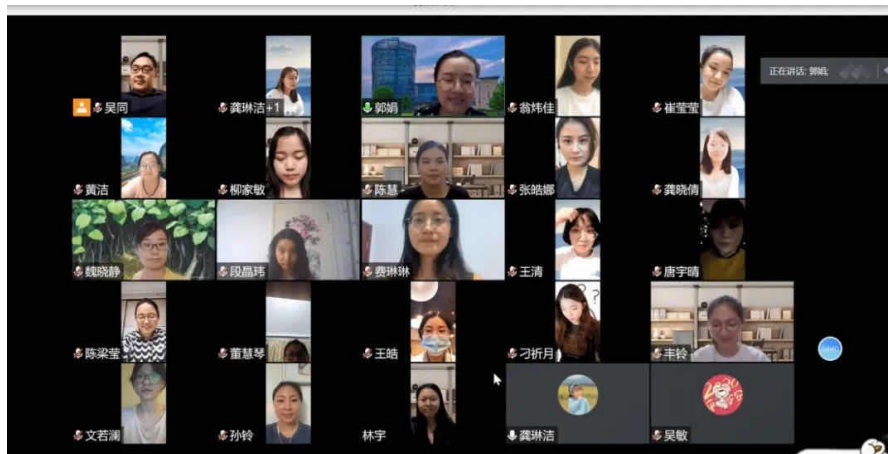 吴同
龚琳洁+1
郭娟
翁炜佳
崔莹莹
正在讲话: 郭娟;
黄洁
柳家敏
陈慧
张皓娜
龚晓倩
魏晓静
段晶玮
费琳琳
王清
唐宇晴
陈梁莹
董慧琴
王皓
刁祈月
丰铃
文若澜
孙铃
林宇
龚琳洁
吴敏